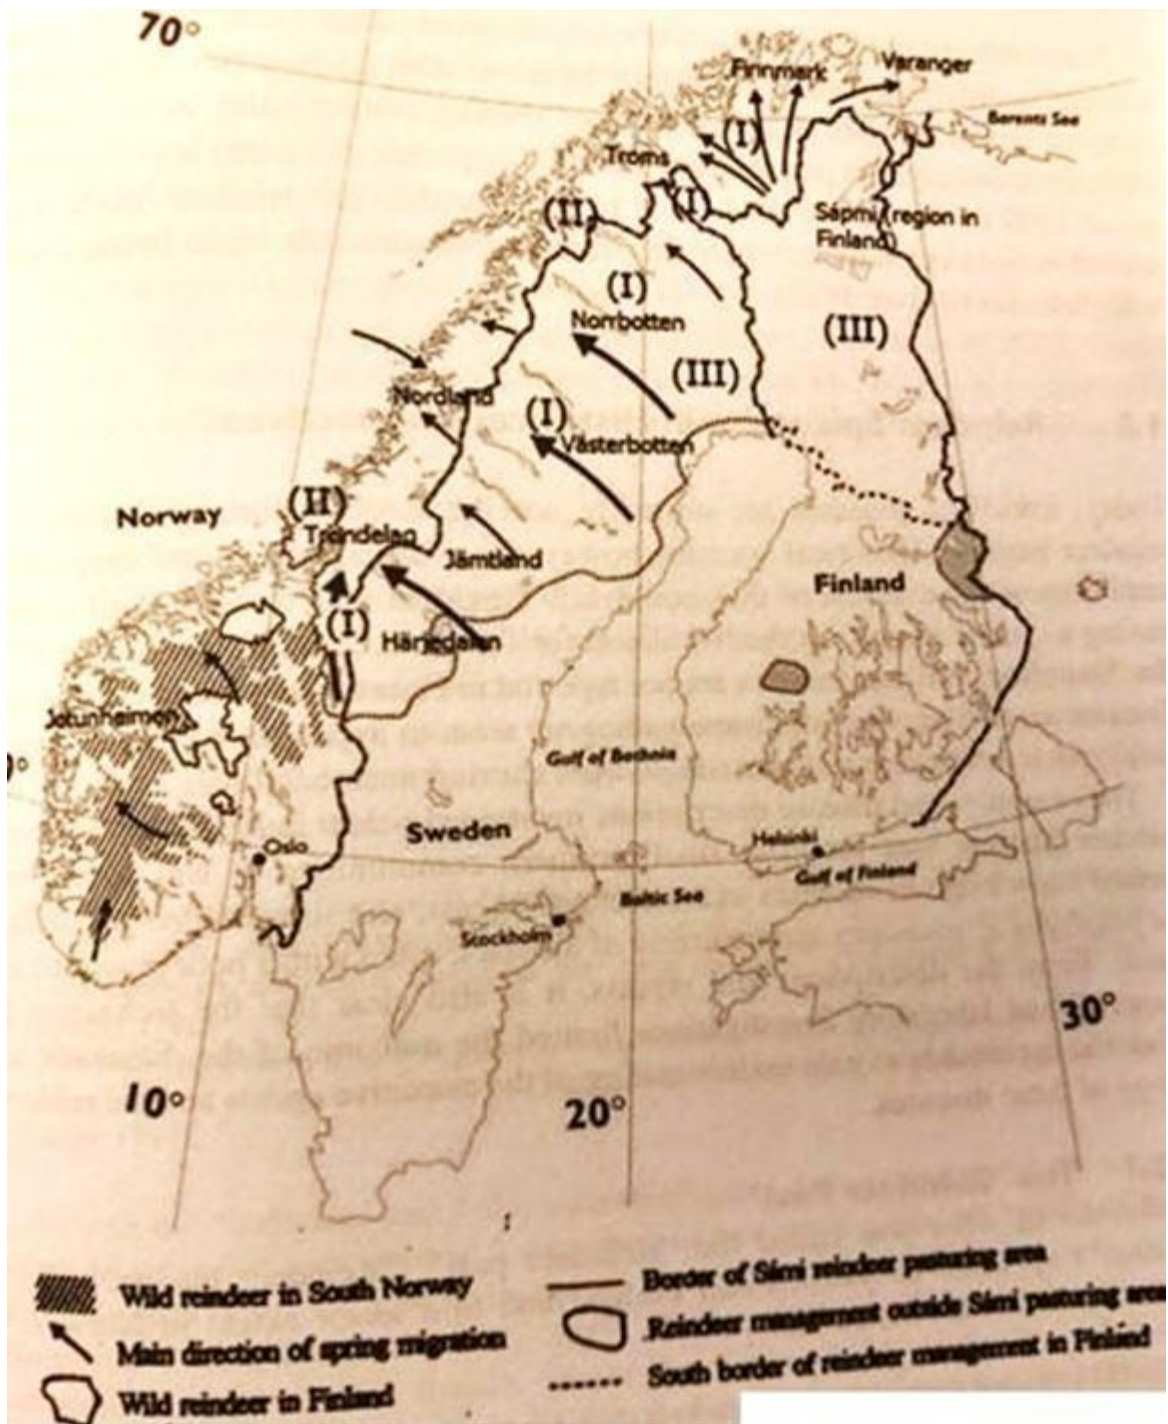 70°
Finnmark
Varanger
Berents Sea
(I)
Troms
(II)
(I)
Sápmi (region in
Finland)
(I)
Norrbotten
(III)
(III)
Nordland
(I)
Västerbotten
(II)
Norway
Trøndelag
Jämtland
Finland
(I)
Härjedalen
Jotunheimen
Gulf of Bothnia
Sweden
Oslo
Helsinki
Gulf of Finland
Baltic Sea
Stockholm
30°
10°
20°
Wild reindeer in South Norway
Main direction of spring migration
Wild reindeer in Finland
Border of Sámi reindeer pasturing area
Reindeer management outside Sámi pasturing area
South border of reindeer management in Finland